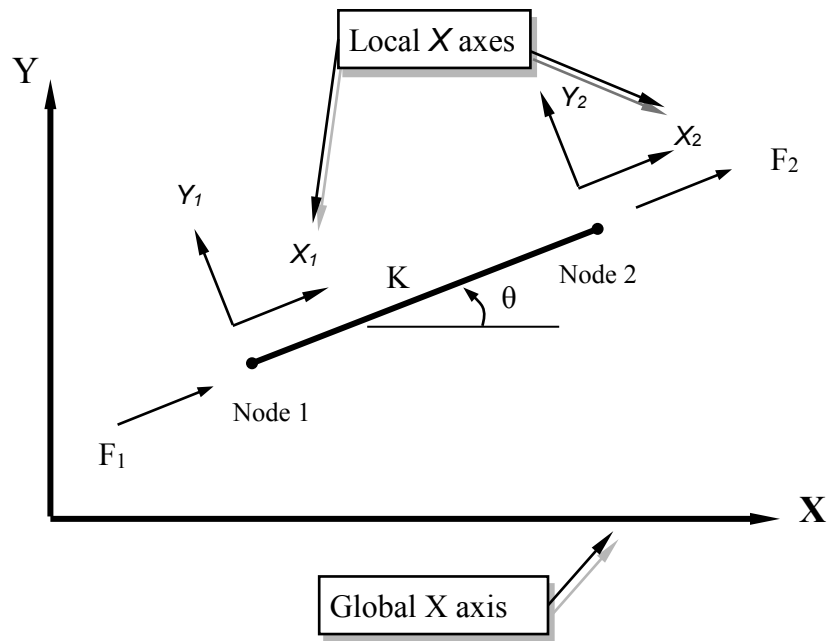 Local X axes
Y
Y2
X2
F2
Y1
X1
K
Node 2
θ
Node 1
F1
X
Global X axis